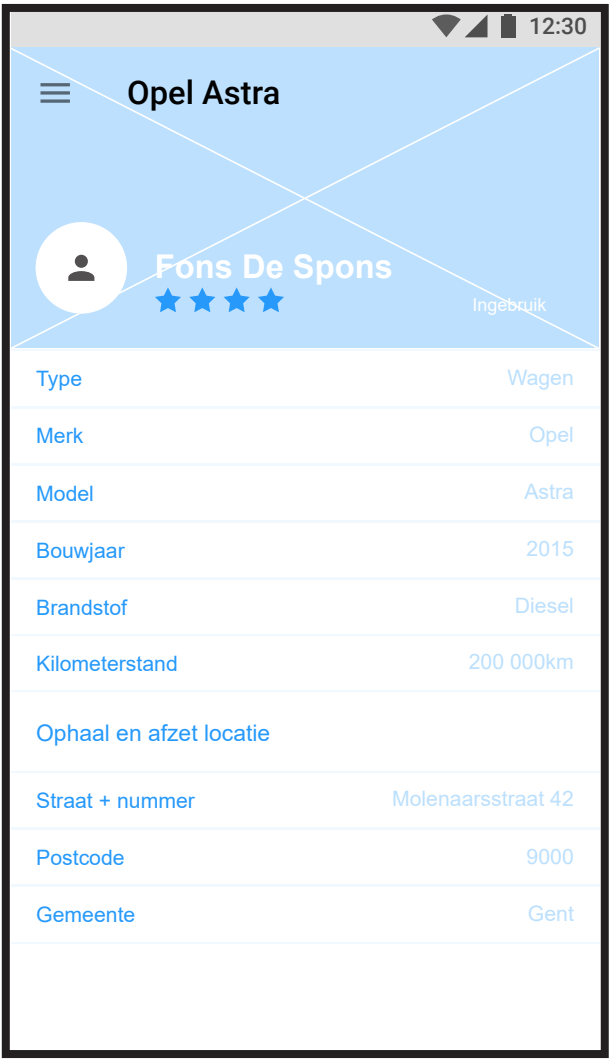 12:30
Opel Astra
Fons De Spons
Ingebruik
Type Wagen
Merk Opel
Model Astra
Bouwjaar 2015
Brandstof Diesel
Kilometerstand 200 000km
Ophaal en afzet locatie
Straat + nummer Molenaarsstraat 42
Postcode 9000
Gemeente Gent